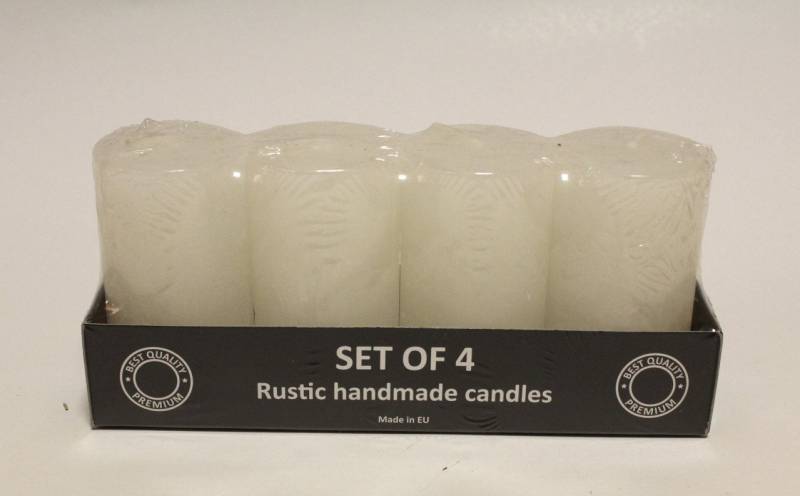 SET OF 4
Rustic handmade candles
Made in EU
BEST QUALITY
PREMIUM
BEST QUALITY
PREMIUM